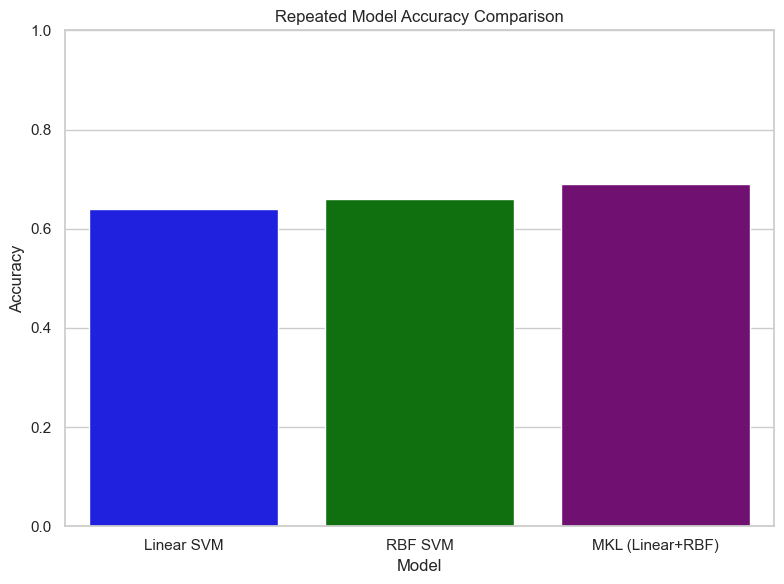 Repeated Model Accuracy Comparison
1.0
0.8
0.6
0.4
0.2
0.0
Accuracy
Linear SVM
RBF SVM
MKL (Linear+RBF)
Model